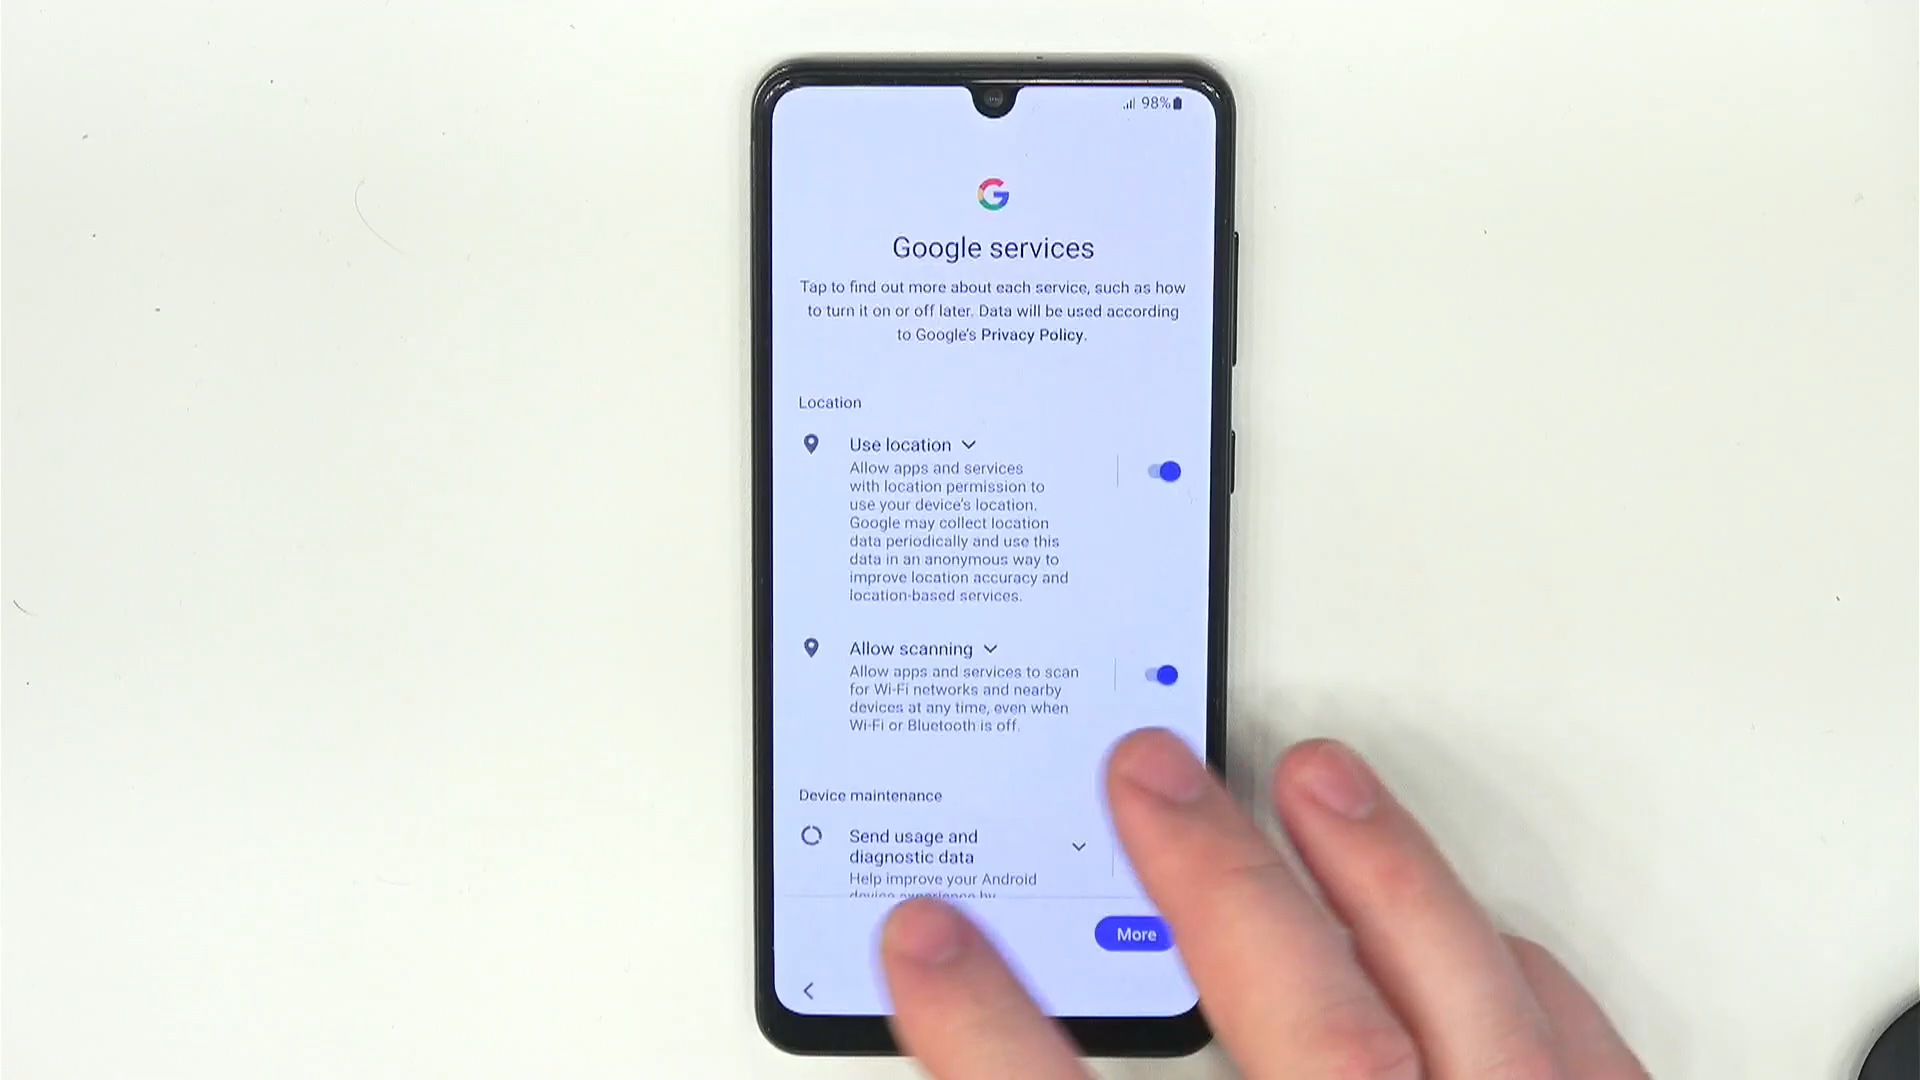 98%
Google services
Tap to find out more about each service, such as how
to turn it on or off later. Data will be used according
to Google's Privacy Policy.
Location
Use location
Allow apps and services
with location permission to
use your device's location.
Google may collect location
data periodically and use this
data in an anonymous way to
improve location accuracy and
location-based services.
Allow scanning
Allow apps and services to scan
for Wi-Fi networks and nearby
devices at any time, even when
Wi-Fi or Bluetooth is off.
Device maintenance
Send usage and
diagnostic data
Help improve your Android
device experience by
More